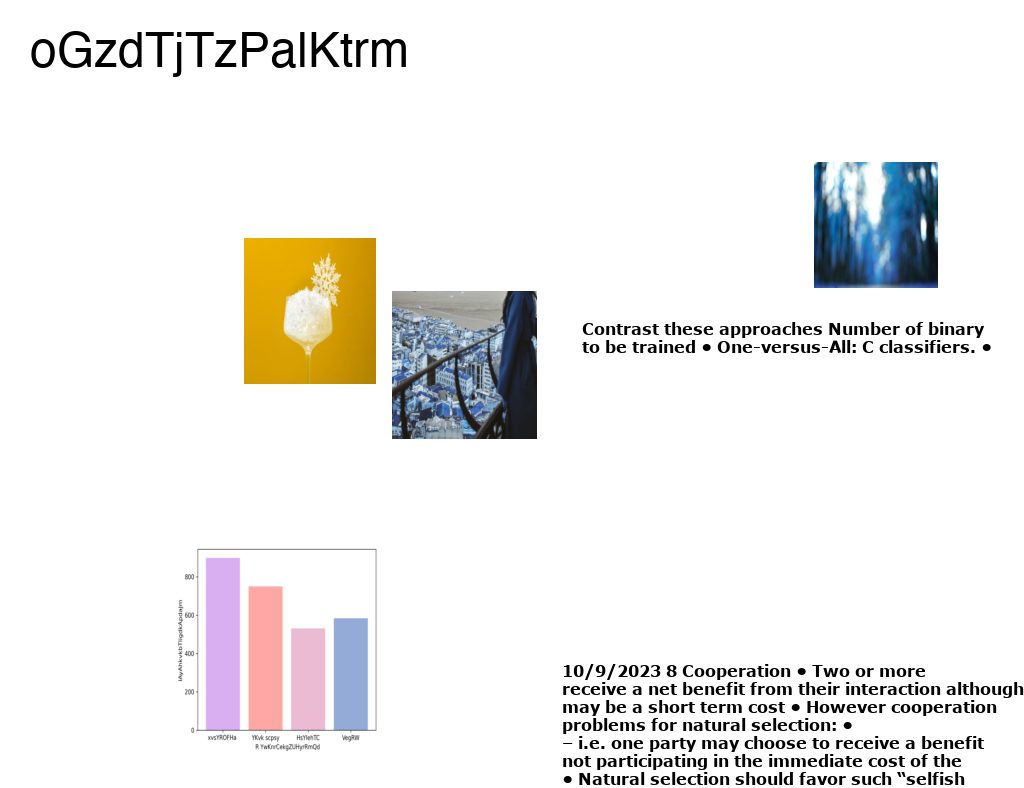 oGzdTjTzPalKtrm
Contrast these approaches Number of binary
to be trained • One-versus-All: C classifiers. •
800
600
400
200
0
xvsYROFHa YKvk scpsy HsYlehTC VegRW
R YwKnrCekgZUHyrRmQd
10/9/2023 8 Cooperation • Two or more
receive a net benefit from their interaction although
may be a short term cost • However cooperation
problems for natural selection: •
– i.e. one party may choose to receive a benefit
not participating in the immediate cost of the
• Natural selection should favor such “selfish